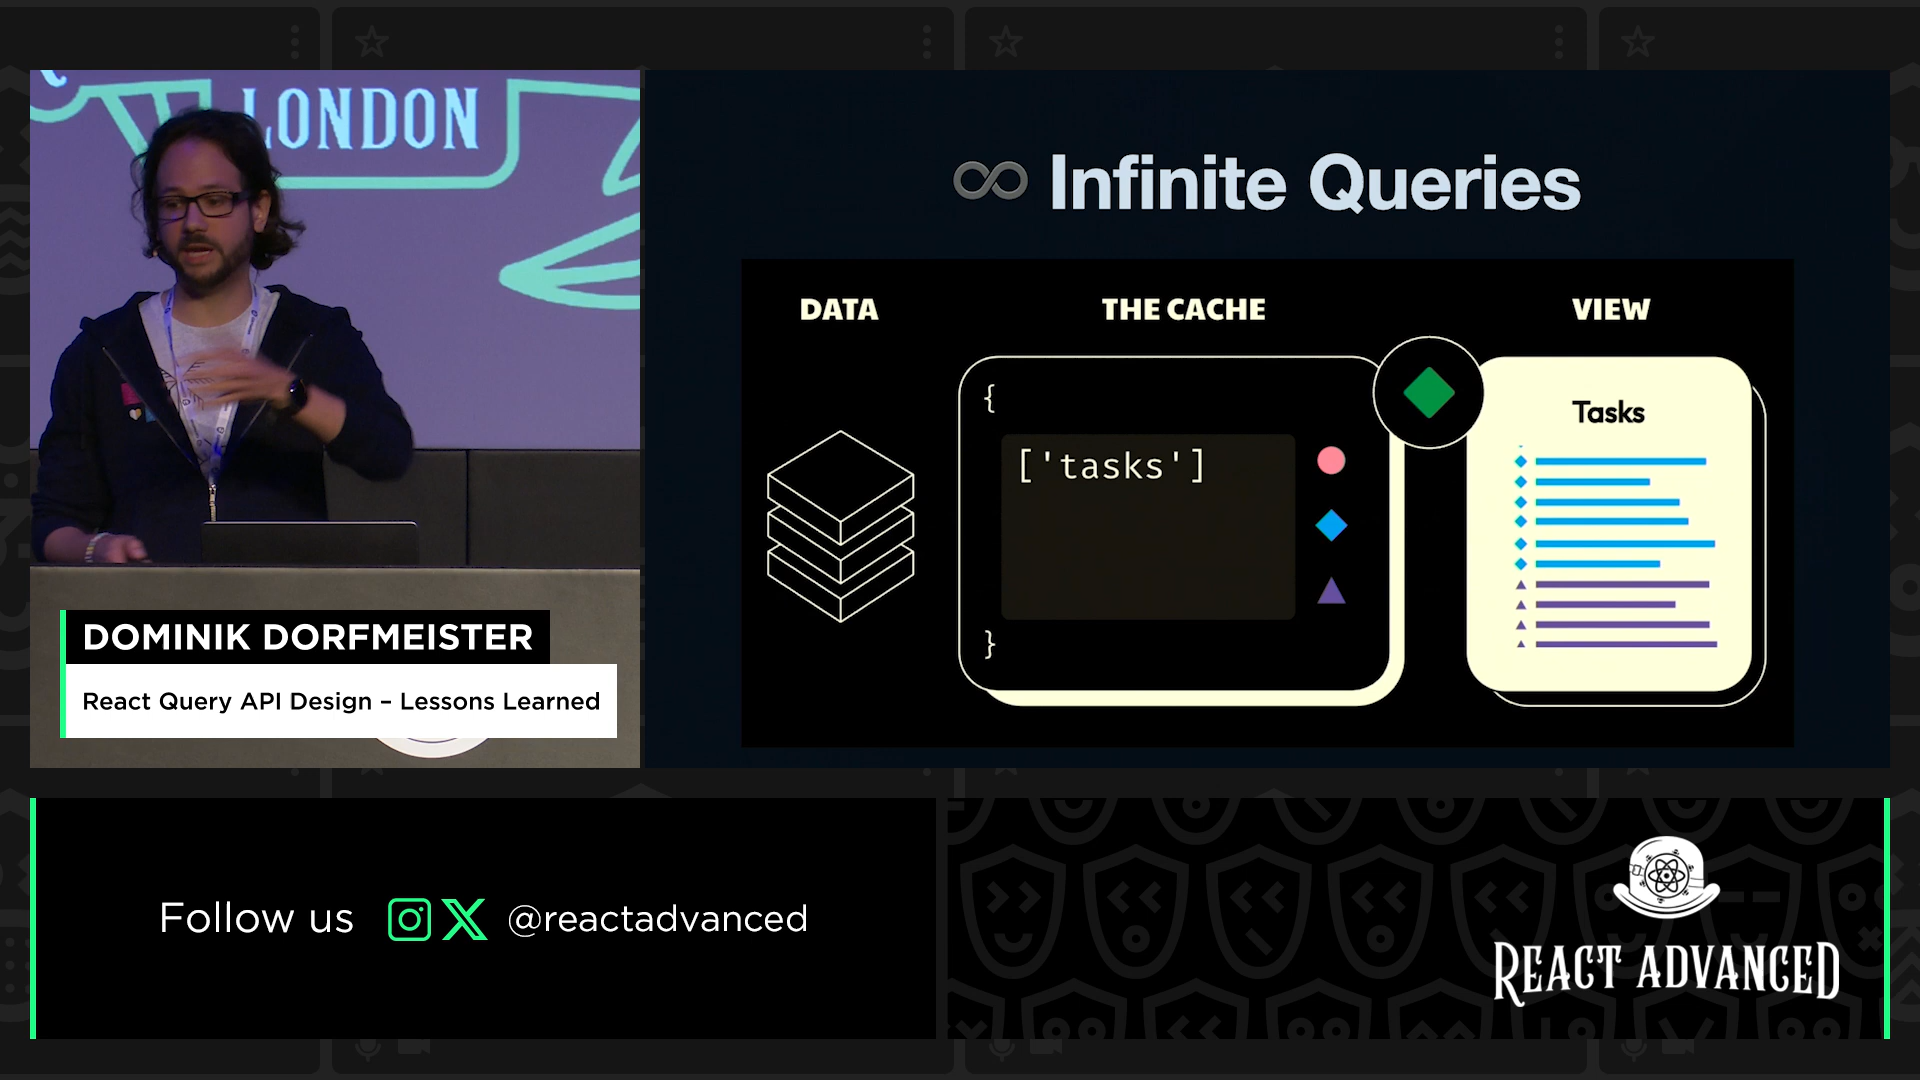 LONDON
∞ Infinite Queries
DATA
THE CACHE
VIEW
{
['tasks']
}
Tasks
DOMINIK DORFMEISTER
React Query API Design – Lessons Learned
Follow us
@reactadvanced
REACT ADVANCED